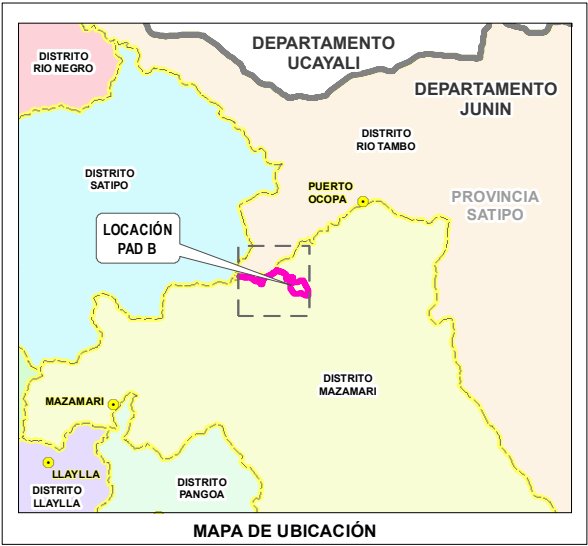 DEPARTAMENTO
UCAYALI
DISTRITO
RIO NEGRO
DEPARTAMENTO
JUNIN
DISTRITO
RIO TAMBO
DISTRITO
SATIPO
PUERTO
OCOPA
PROVINCIA
SATIPO
LOCACIÓN
PAD B
DISTRITO
MAZAMARI
MAZAMARI
LLAYLLA
DISTRITO
LLAYLLA
DISTRITO
PANGOA
MAPA DE UBICACIÓN